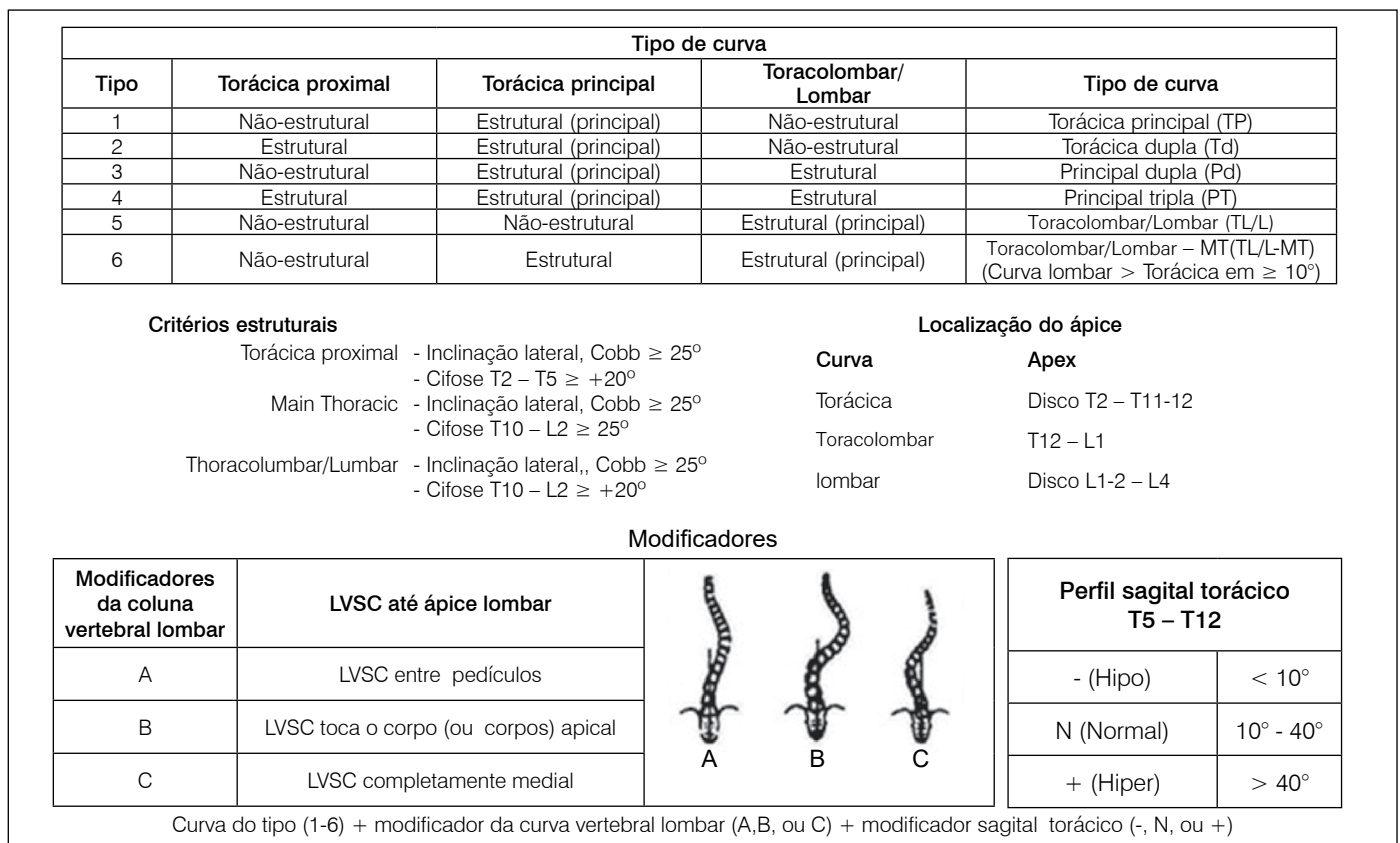 Tipo de curva
Tipo Torácica proximal Torácica principal Toracolombar/ Lombar Tipo de curva
1 Não-estrutural Estrutural (principal) Não-estrutural Torácica principal (TP)
2 Estrutural Estrutural (principal) Não-estrutural Torácica dupla (Td)
3 Não-estrutural Estrutural (principal) Estrutural Principal dupla (Pd)
4 Estrutural Estrutural (principal) Estrutural Principal tripla (PT)
5 Não-estrutural Não-estrutural Estrutural (principal) Toracolombar/Lombar (TL/L)
6 Não-estrutural Estrutural Estrutural (principal) Toracolombar/Lombar – MT(TL/L-MT)
(Curva lombar > Torácica em ≥ 10°)
Critérios estruturais
Torácica proximal - Inclinação lateral, Cobb ≥ 25º
- Cifose T2 – T5 ≥ +20º
Main Thoracic - Inclinação lateral, Cobb ≥ 25º
- Cifose T10 – L2 ≥ 25º
Thoracolumbar/Lumbar - Inclinação lateral,, Cobb ≥ 25º
- Cifose T10 – L2 ≥ +20º
Localização do ápice
Curva Apex
Torácica Disco T2 – T11-12
Toracolombar T12 – L1
lombar Disco L1-2 – L4
Modificadores
Modificadores
da coluna
vertebral lombar
LVSC até ápice lombar
A LVSC entre pedículos
B LVSC toca o corpo (ou corpos) apical
C LVSC completamente medial
A B C
Perfil sagital torácico
T5 – T12
- (Hipo) < 10°
N (Normal) 10° - 40°
+ (Hiper) > 40°
Curva do tipo (1-6) + modificador da curva vertebral lombar (A,B, ou C) + modificador sagital torácico (-, N, ou +)